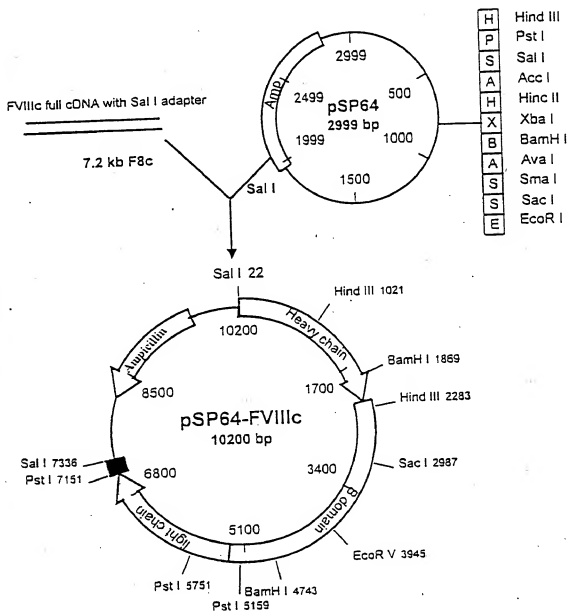 FVIIIc full cDNA with Sal I adapter
7.2 kb F8c
Amp
2999
500
2499
pSP64
2999 bp
1999
1000
1500
Sal I
H Hind III
P Pst I
S Sal I
A Acc I
H Hinc II
X Xba I
B BamH I
A Ava I
S Sma I
S Sac I
E EcoR I
Sal I 22
Hind III 1021
10200
Heavy chain
Ampicillin
BamH I 1869
1700
8500
Hind III 2283
pSP64-FVIIIc
10200 bp
Sal I 7336
6800
3400
Sac I 2987
Pst I 7151
B domain
light chain
5100
EcoR V 3945
Pst I 5751
BamH I 4743
Pst I 5159